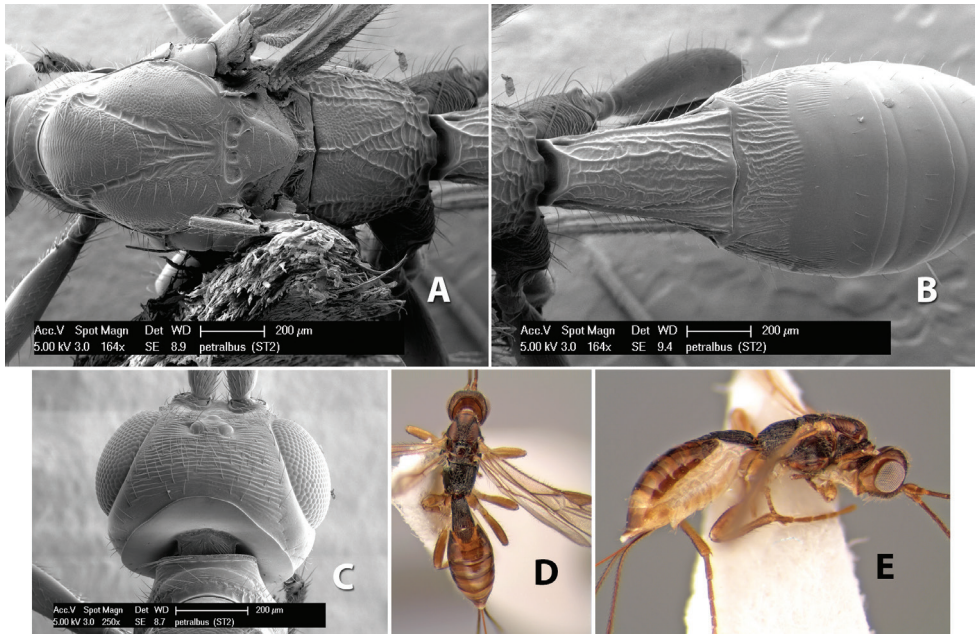 A
Acc.V Spot Magn Det WD 200 µm
5.00 kV 3.0 164x SE 8.9 petralbus (ST2)
B
Acc.V Spot Magn Det WD 200 µm
5.00 kV 3.0 164x SE 9.4 petralbus (ST2)
C
Acc.V Spot Magn Det WD 200 µm
5.00 kV 3.0 250x SE 8.7 petralbus (ST2)
D
E